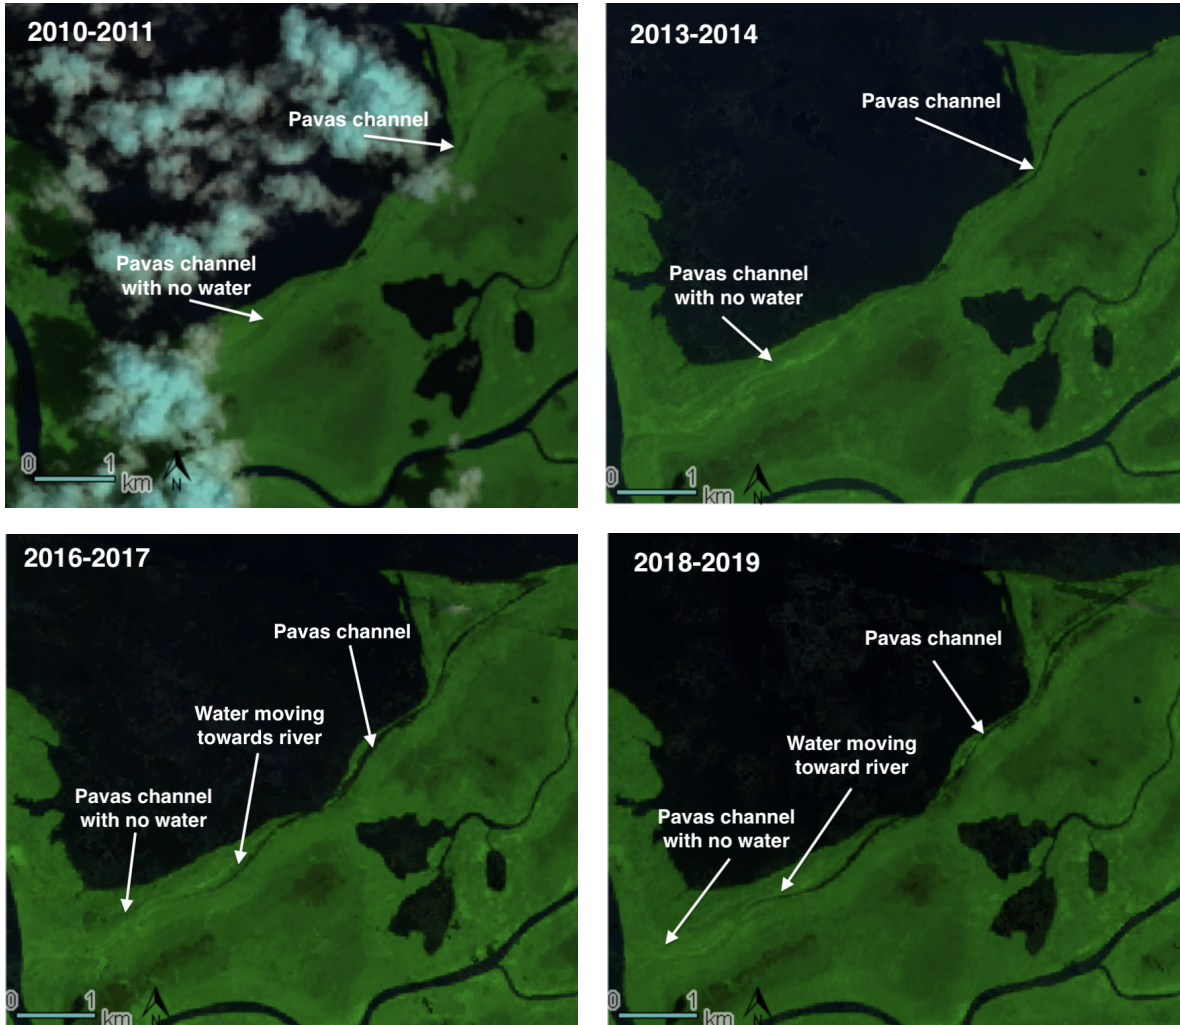 2010-2011
Pavas channel
Pavas channel
with no water
0 1
km
N
2013-2014
Pavas channel
Pavas channel
with no water
0 1
km
N
2016-2017
Pavas channel
Water moving
towards river
Pavas channel
with no water
0 1
km
N
2018-2019
Pavas channel
Water moving
toward river
Pavas channel
with no water
0 1
km
N